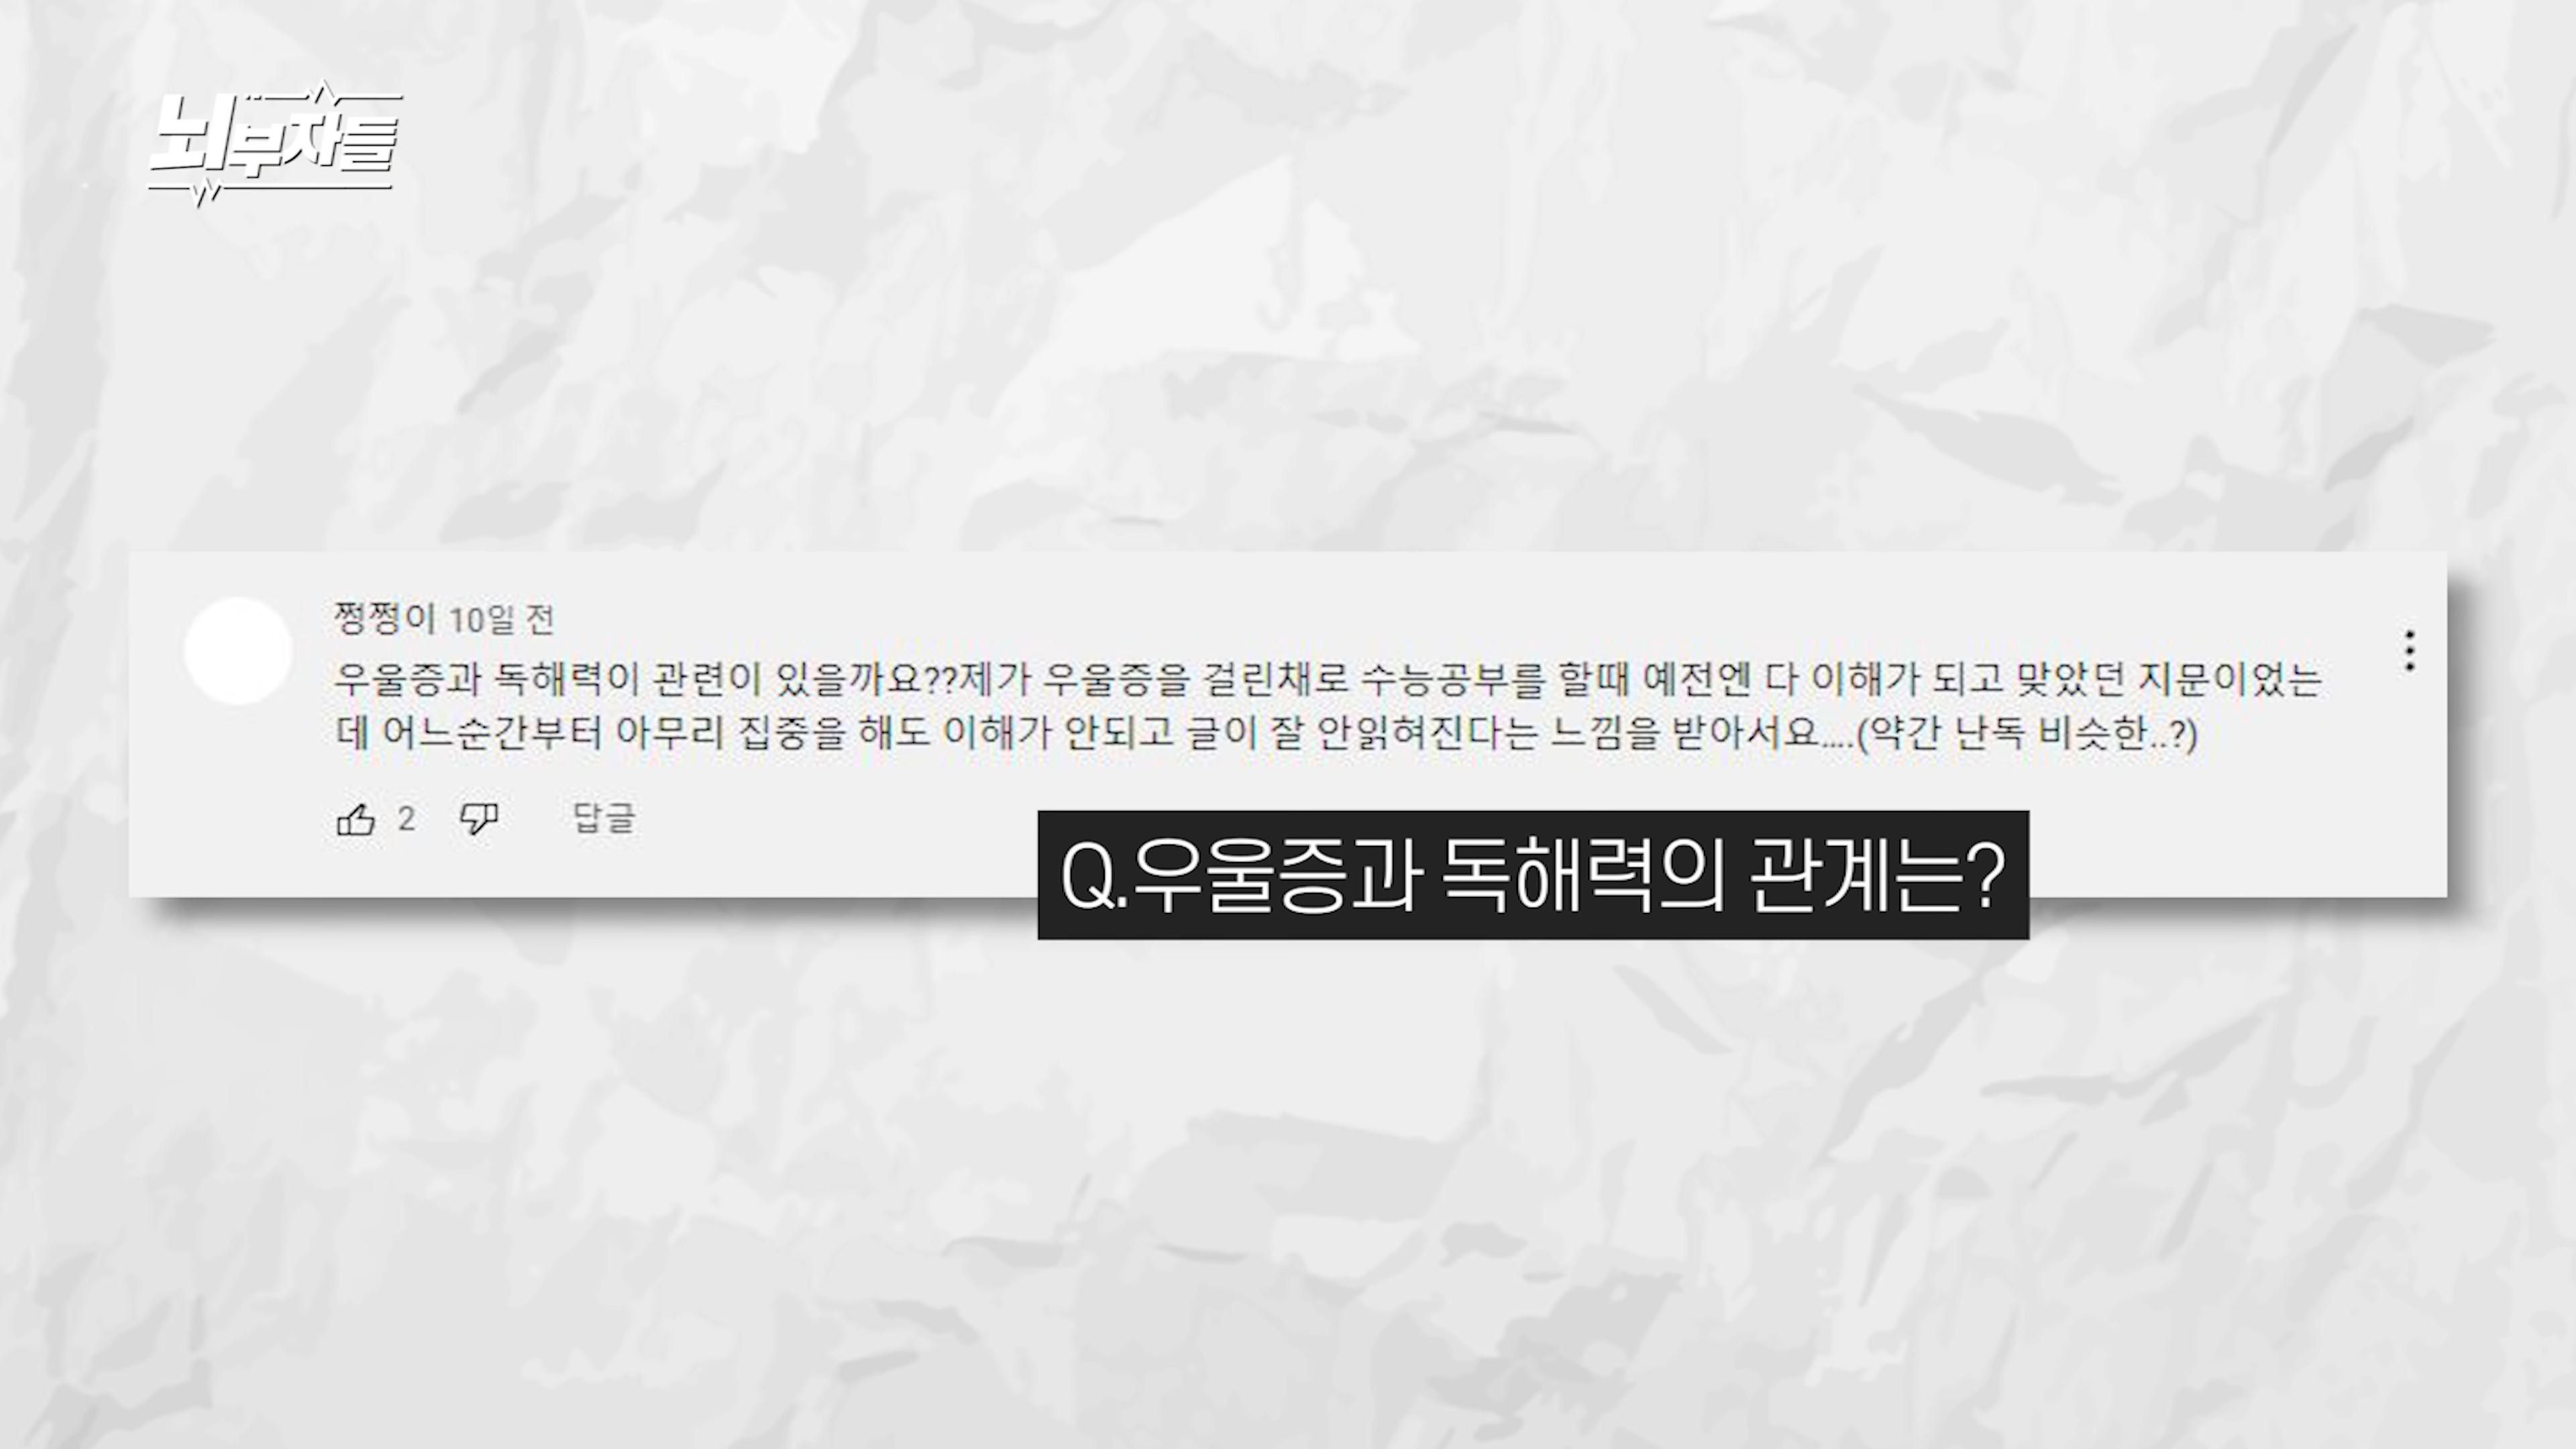 뇌부자들
쩡쩡이 10일 전
우울증과 독해력이 관련이 있을까요??제가 우울증을 걸린채로 수능공부를 할때 예전엔 다 이해가 되고 맞았던 지문이었는
데 어느순간부터 아무리 집중을 해도 이해가 안되고 글이 잘 안읽혀진다는 느낌을 받아서요....(약간 난독 비슷한..?)
2 답글
Q.우울증과 독해력의 관계는?